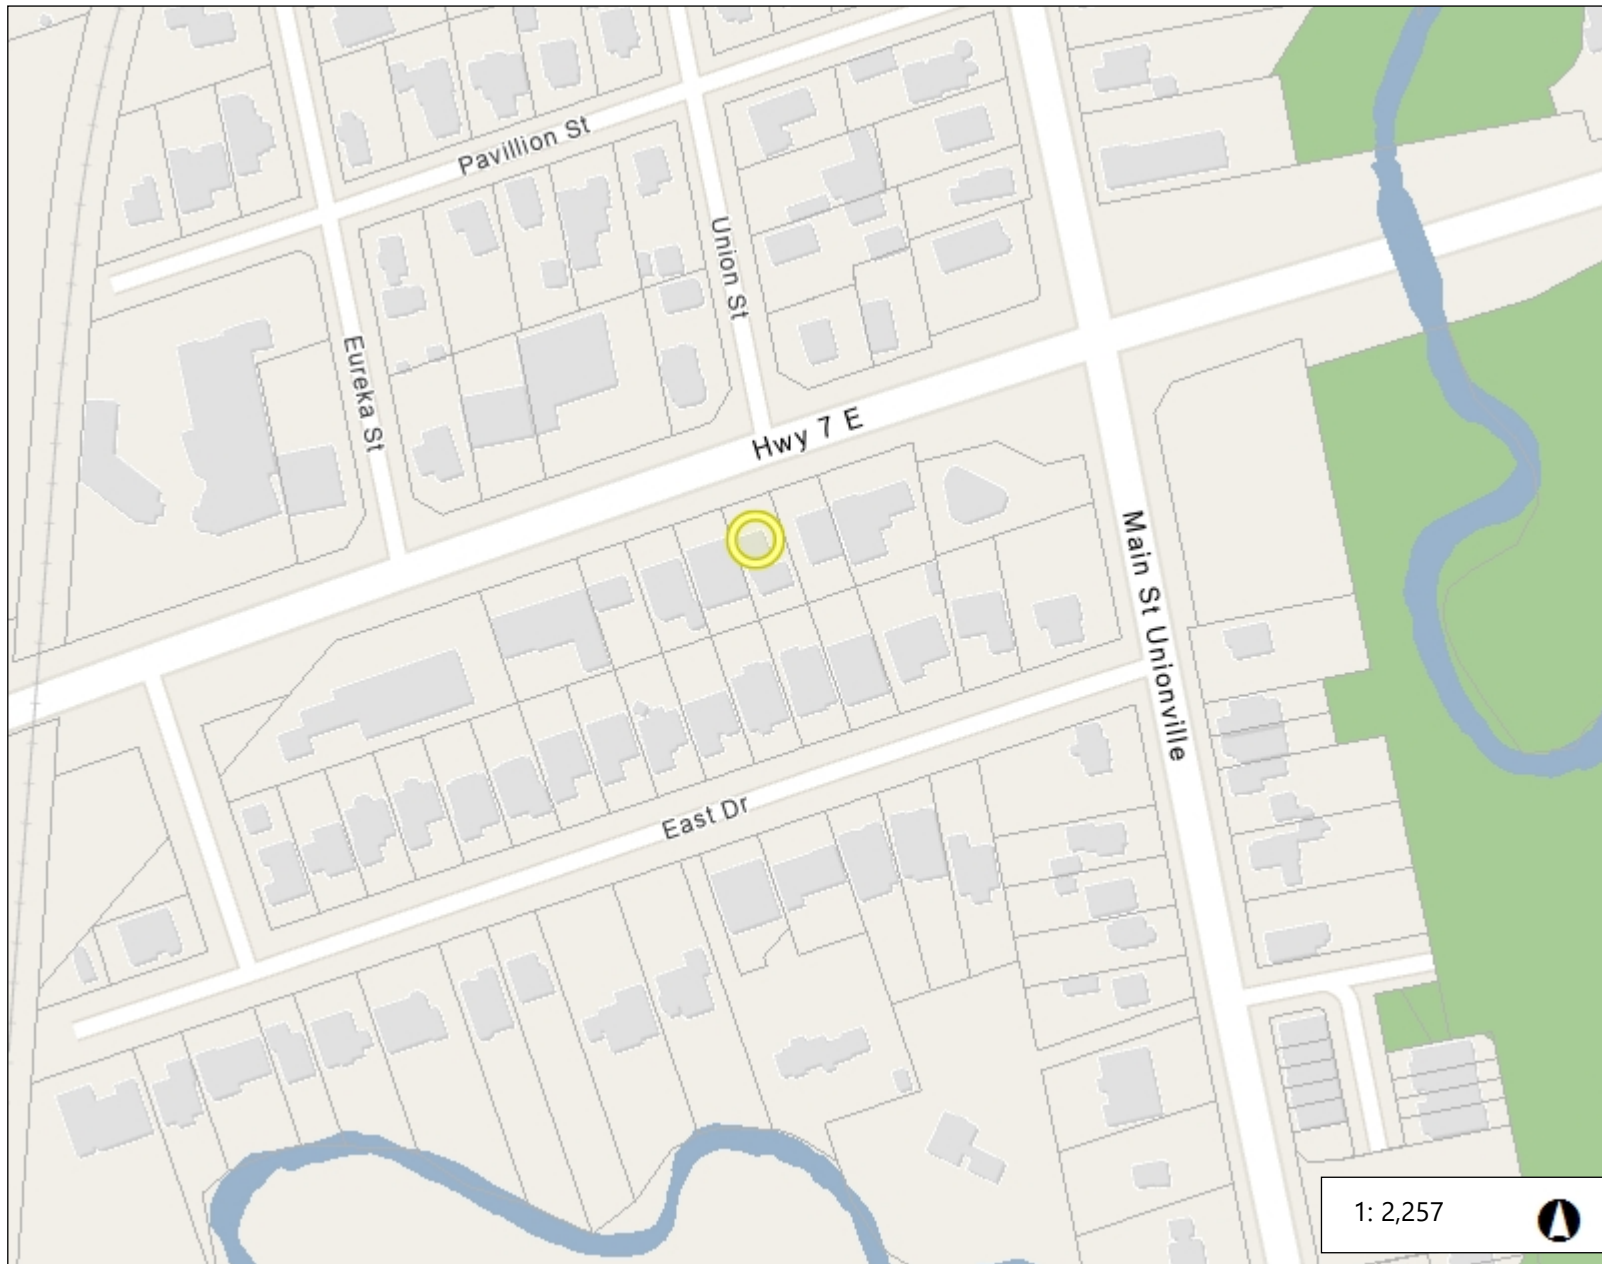 Pavillion St
Union St
Eureka St
Hwy 7 E
Main St Unionville
East Dr
1: 2,257